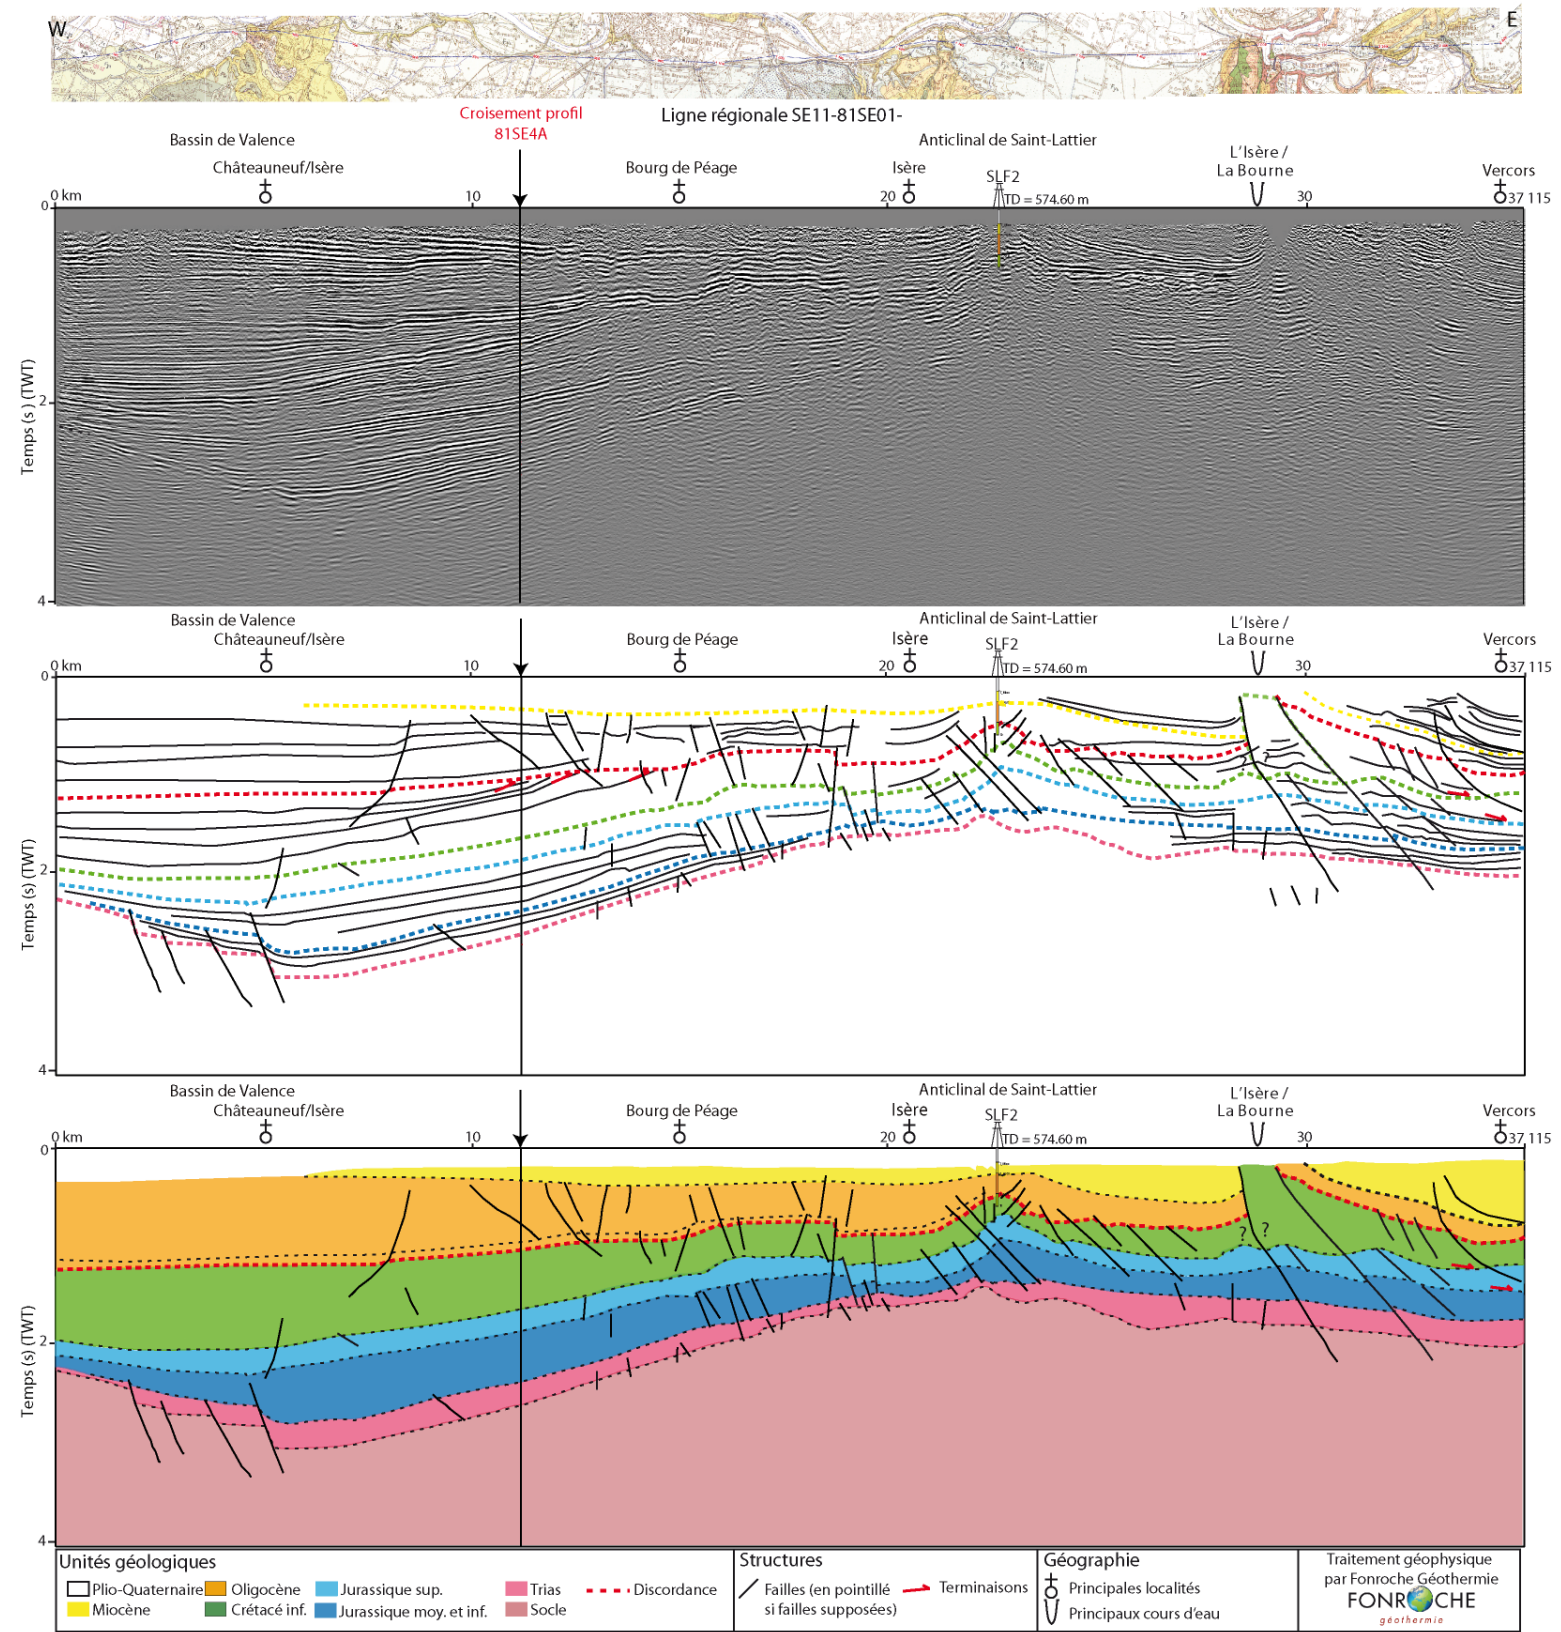 W
E
Croisement profil
81SE4A
Ligne régionale SE11-81SE01-
Bassin de Valence
Anticlinal de Saint-Lattier
Châteauneuf/Isère
Bourg de Péage
Isère
SLF2
L'Isère /
La Bourne
Vercors
0 km
10
20
TD = 574.60 m
30
37 115
0
2
4
Temps (s) (TWT)
Bassin de Valence
Anticlinal de Saint-Lattier
Châteauneuf/Isère
Bourg de Péage
Isère
SLF2
L'Isère /
La Bourne
Vercors
0 km
10
20
TD = 574.60 m
30
37 115
0
2
4
Temps (s) (TWT)
? ?
Bassin de Valence
Anticlinal de Saint-Lattier
Châteauneuf/Isère
Bourg de Péage
Isère
SLF2
L'Isère /
La Bourne
Vercors
0 km
10
20
TD = 574.60 m
30
37 115
0
2
4
Temps (s) (TWT)
? ?
Unités géologiques
Plio-Quaternaire
Oligocène
Jurassique sup.
Trias
Discordance
Miocène
Crétacé inf.
Jurassique moy. et inf.
Socle
Structures
Failles (en pointillé
si failles supposées)
Terminaisons
Géographie
Principales localités
Principaux cours d'eau
Traitement géophysique
par Fonroche Géothermie
FONROCHE
géothermie